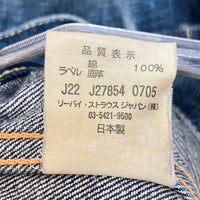 品質表示
綿 100%
ラベル 皮革
J22 J27854 0705
リーバイ・ストラウス ジャパン(株)
03-5421-9500
日本製